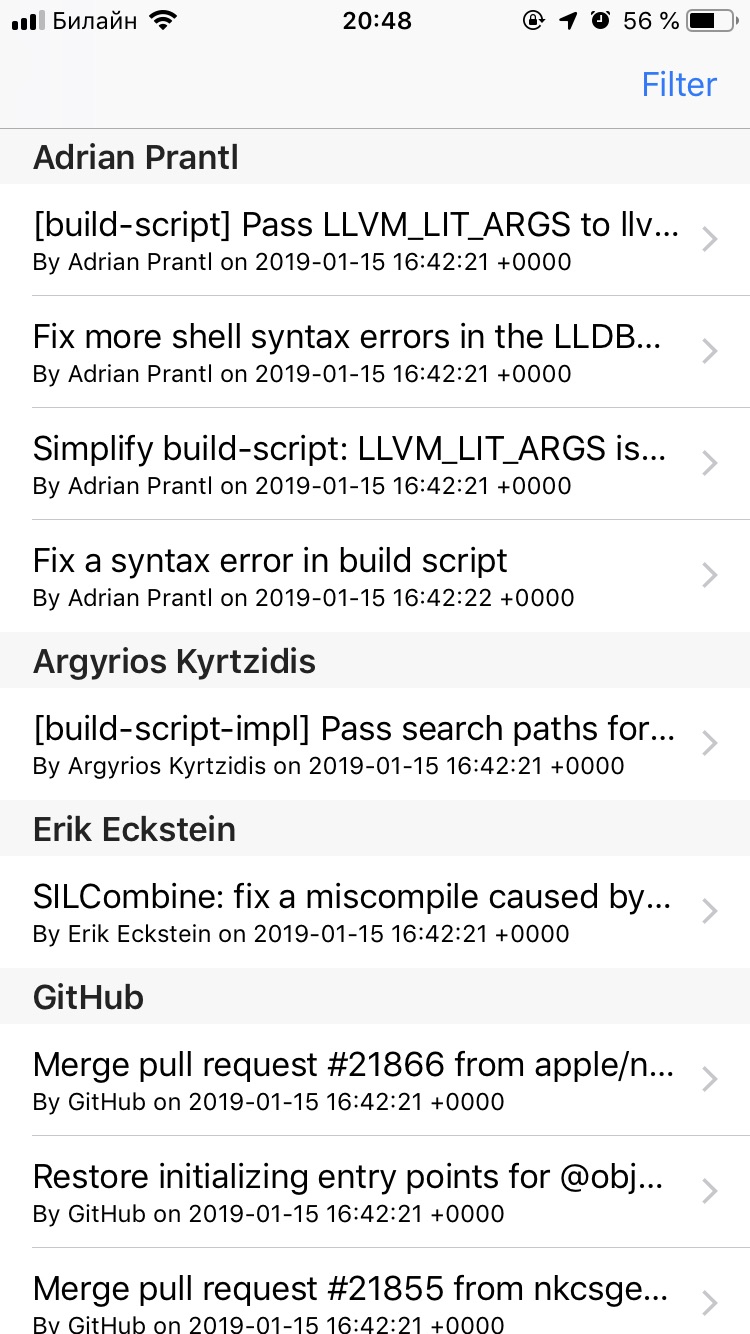 Билайн 20:48 56 %
Filter
Adrian Prantl
[build-script] Pass LLVM_LIT_ARGS to llv...
By Adrian Prantl on 2019-01-15 16:42:21 +0000
Fix more shell syntax errors in the LLDB...
By Adrian Prantl on 2019-01-15 16:42:21 +0000
Simplify build-script: LLVM_LIT_ARGS is...
By Adrian Prantl on 2019-01-15 16:42:21 +0000
Fix a syntax error in build script
By Adrian Prantl on 2019-01-15 16:42:22 +0000
Argyrios Kyrtzidis
[build-script-impl] Pass search paths for...
By Argyrios Kyrtzidis on 2019-01-15 16:42:21 +0000
Erik Eckstein
SILCombine: fix a miscompile caused by...
By Erik Eckstein on 2019-01-15 16:42:21 +0000
GitHub
Merge pull request #21866 from apple/n...
By GitHub on 2019-01-15 16:42:21 +0000
Restore initializing entry points for @obj...
By GitHub on 2019-01-15 16:42:21 +0000
Merge pull request #21855 from nkcsge...
By GitHub on 2019-01-15 16:42:21 +0000